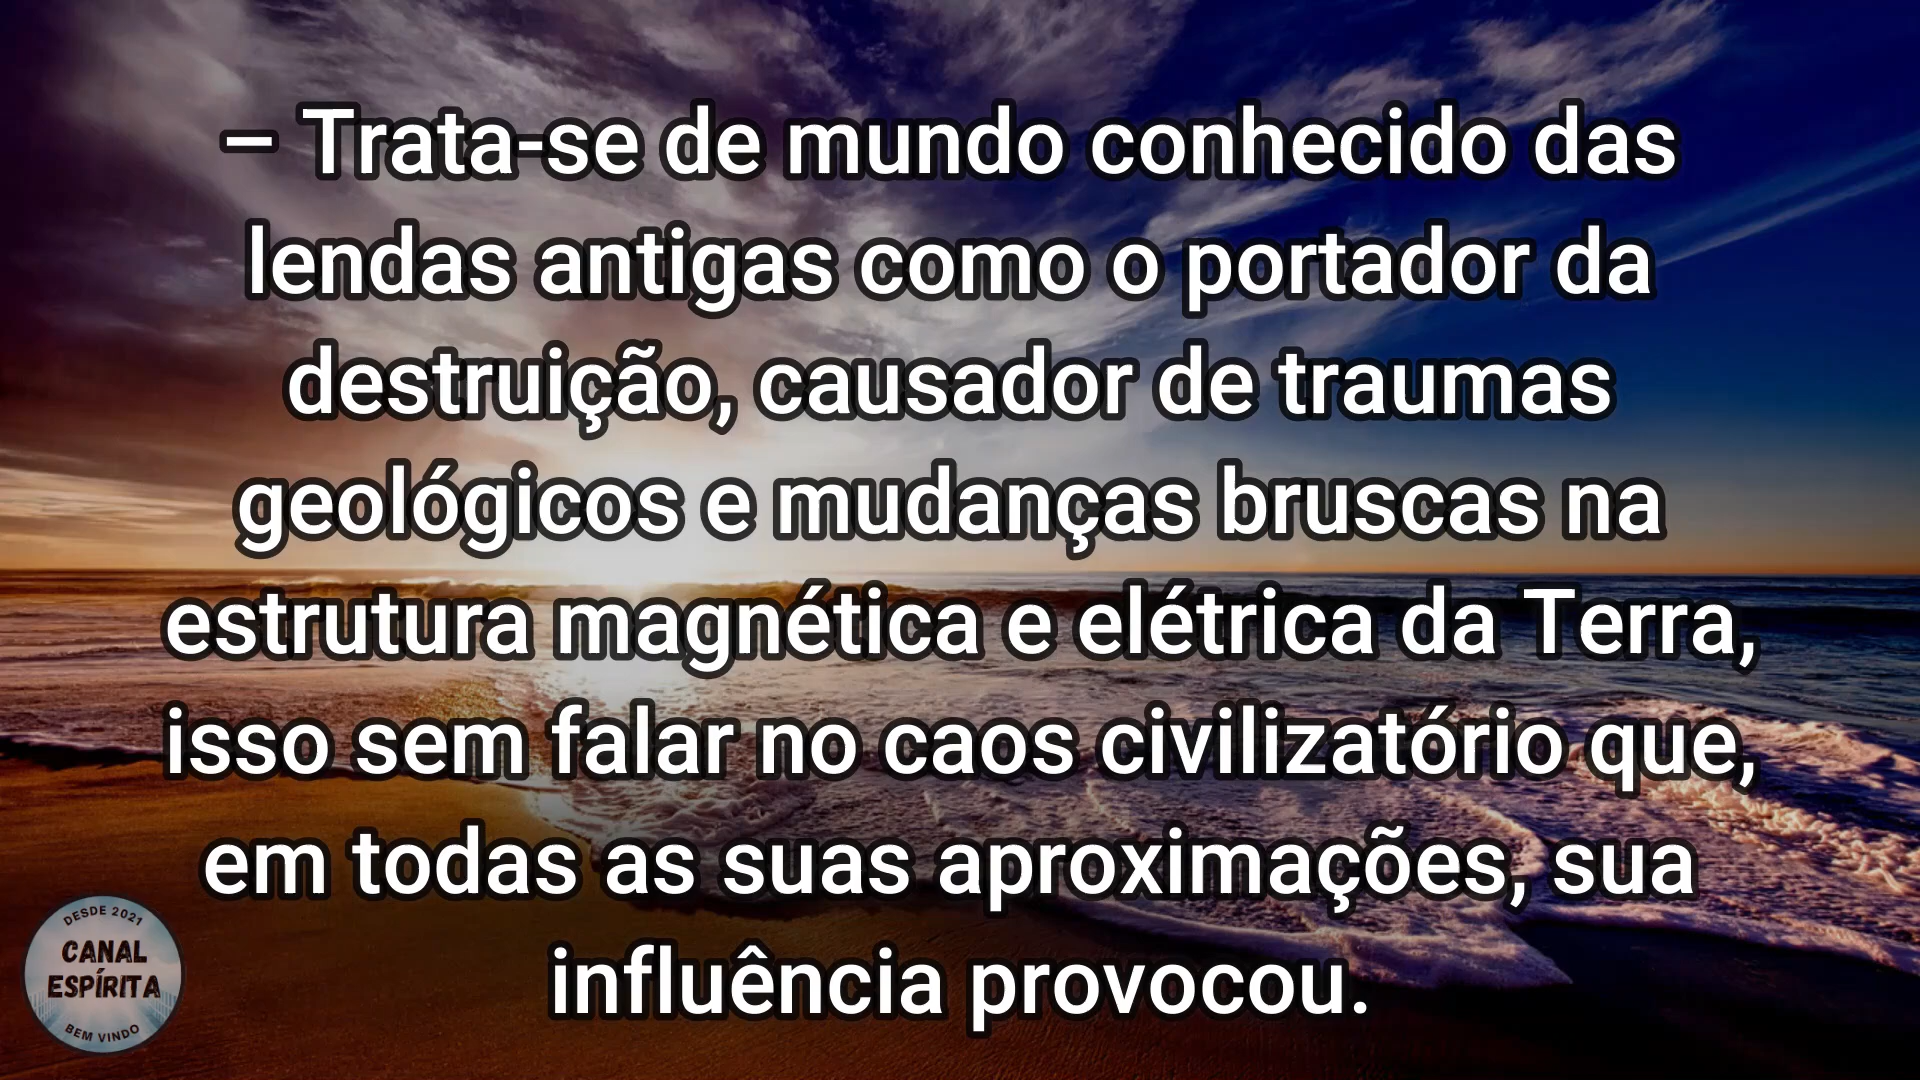 – Trata-se de mundo conhecido das
lendas antigas como o portador da
destruição, causador de traumas
geológicos e mudanças bruscas na
estrutura magnética e elétrica da Terra,
isso sem falar no caos civilizatório que,
em todas as suas aproximações, sua
influência provocou.
DESDE 2021
CANAL
ESPÍRITA
BEM VINDO